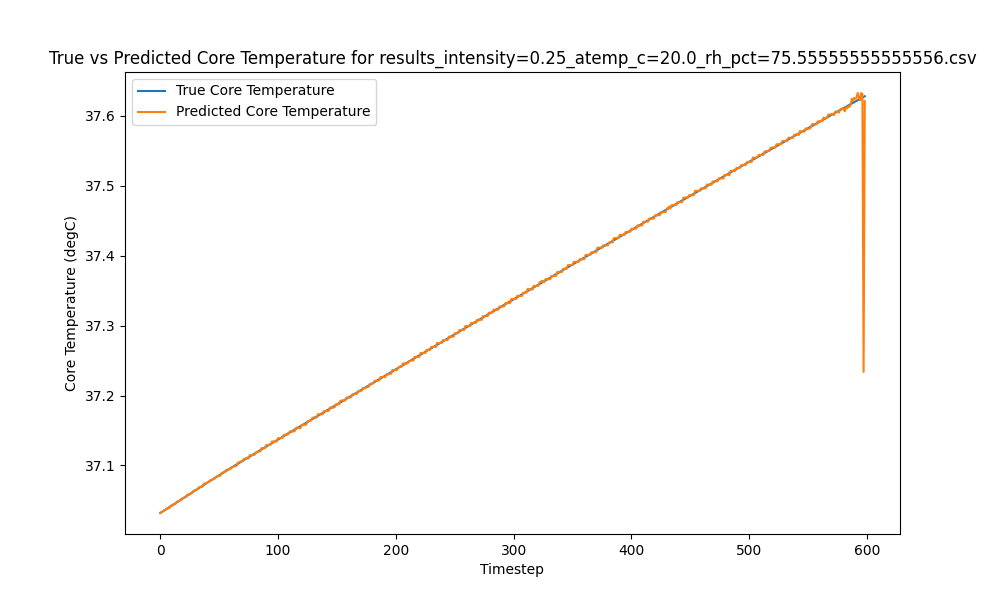 True vs Predicted Core Temperature for results_intensity=0.25_atemp_c=20.0_rh_pct=75.55555555555556.csv
True Core Temperature
Predicted Core Temperature
37.6
37.5
37.4
37.3
37.2
37.1
Core Temperature (degC)
0 100 200 300 400 500 600
Timestep